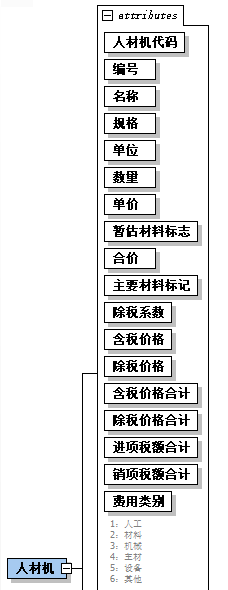 attributes
人材机代码
编号
名称
规格
单位
数量
单价
暂估材料标志
合价
主要材料标记
除税系数
含税价格
除税价格
含税价格合计
除税价格合计
进项税额合计
销项税额合计
费用类别
1：人工
2：材料
3：机械
4：主材
5：设备
6：其他
人材机